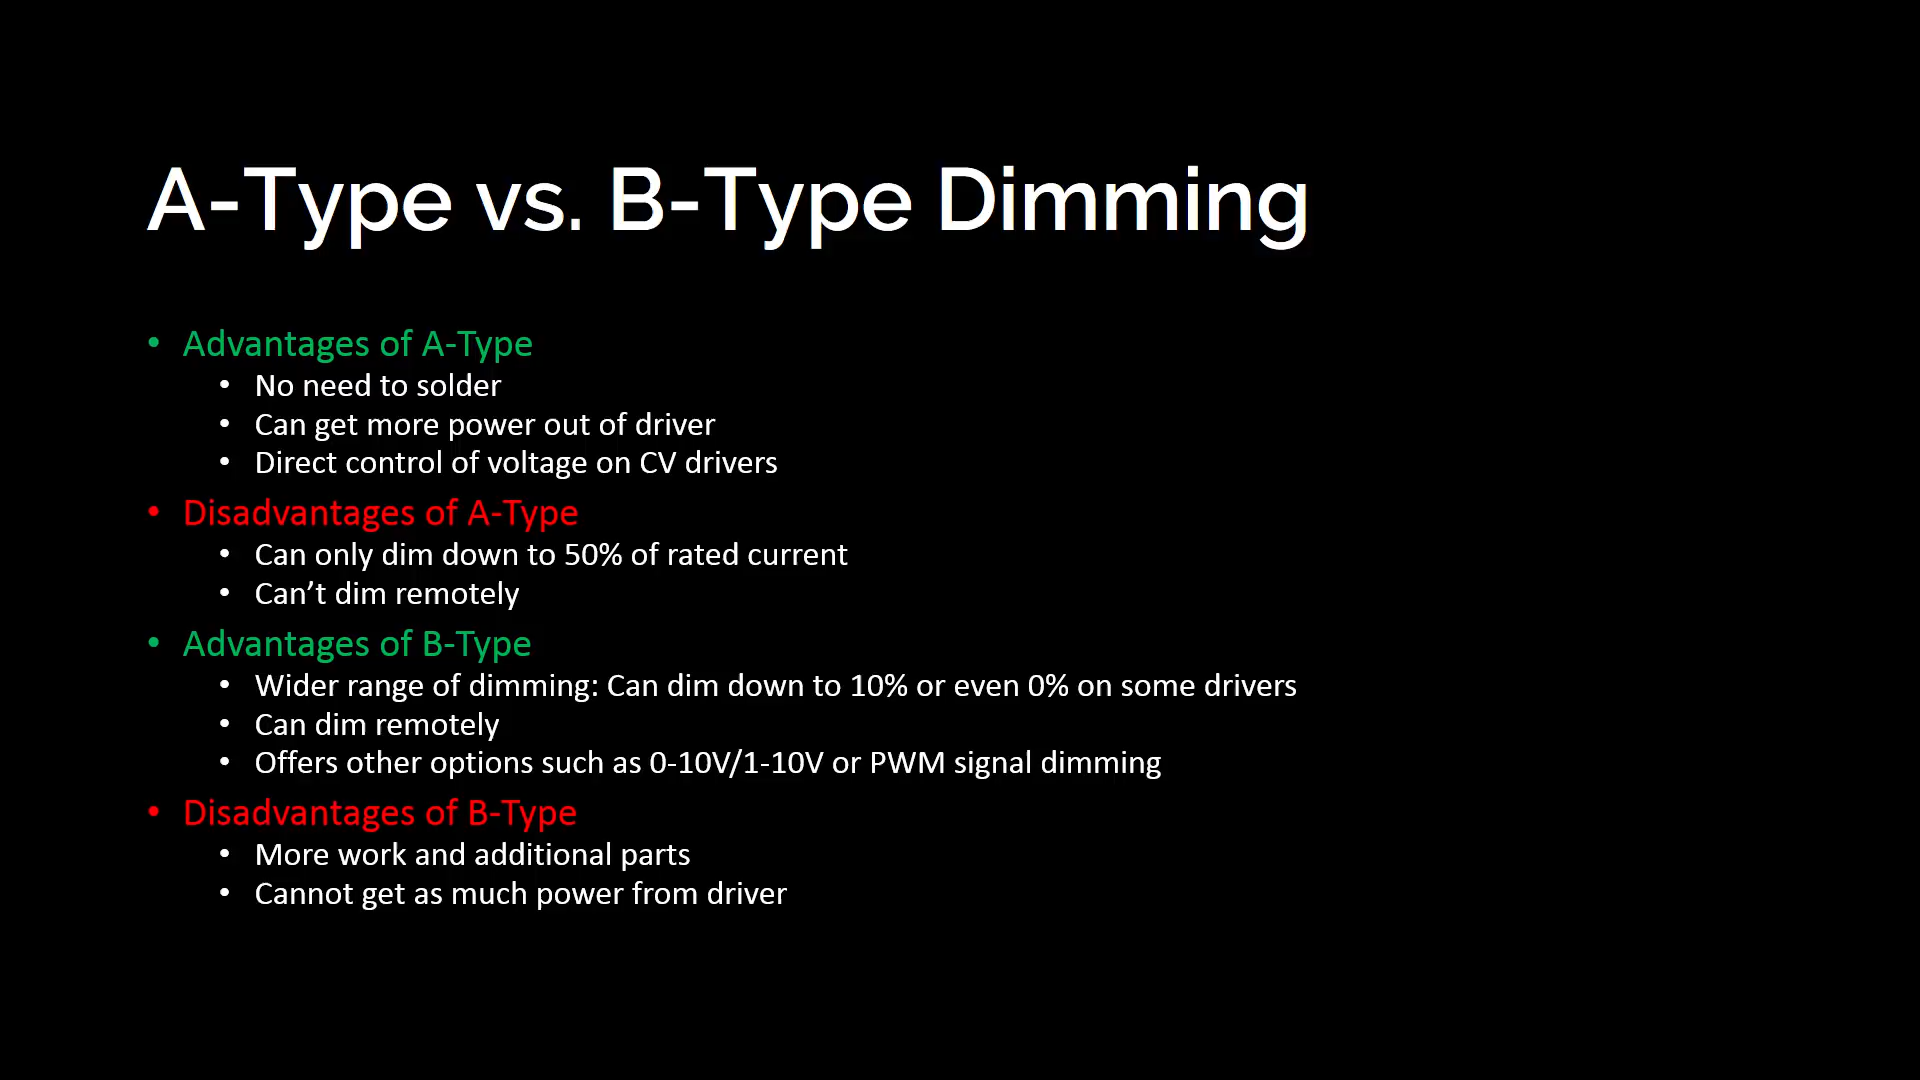 A-Type vs. B-Type Dimming
• Advantages of A-Type
• No need to solder
• Can get more power out of driver
• Direct control of voltage on CV drivers
• Disadvantages of A-Type
• Can only dim down to 50% of rated current
• Can’t dim remotely
• Advantages of B-Type
• Wider range of dimming: Can dim down to 10% or even 0% on some drivers
• Can dim remotely
• Offers other options such as 0-10V/1-10V or PWM signal dimming
• Disadvantages of B-Type
• More work and additional parts
• Cannot get as much power from driver